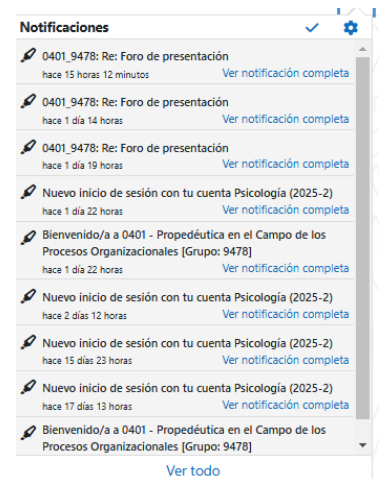 Notificaciones
0401_9478: Re: Foro de presentación
hace 15 horas 12 minutos Ver notificación completa
0401_9478: Re: Foro de presentación
hace 1 día 14 horas Ver notificación completa
0401_9478: Re: Foro de presentación
hace 1 día 19 horas Ver notificación completa
Nuevo inicio de sesión con tu cuenta Psicología (2025-2)
hace 1 día 22 horas Ver notificación completa
Bienvenido/a a 0401 - Propedéutica en el Campo de los
Procesos Organizacionales [Grupo: 9478]
hace 1 día 22 horas Ver notificación completa
Nuevo inicio de sesión con tu cuenta Psicología (2025-2)
hace 2 días 12 horas Ver notificación completa
Nuevo inicio de sesión con tu cuenta Psicología (2025-2)
hace 15 días 23 horas Ver notificación completa
Nuevo inicio de sesión con tu cuenta Psicología (2025-2)
hace 17 días 13 horas Ver notificación completa
Bienvenido/a a 0401 - Propedéutica en el Campo de los
Procesos Organizacionales [Grupo: 9478]
Ver todo